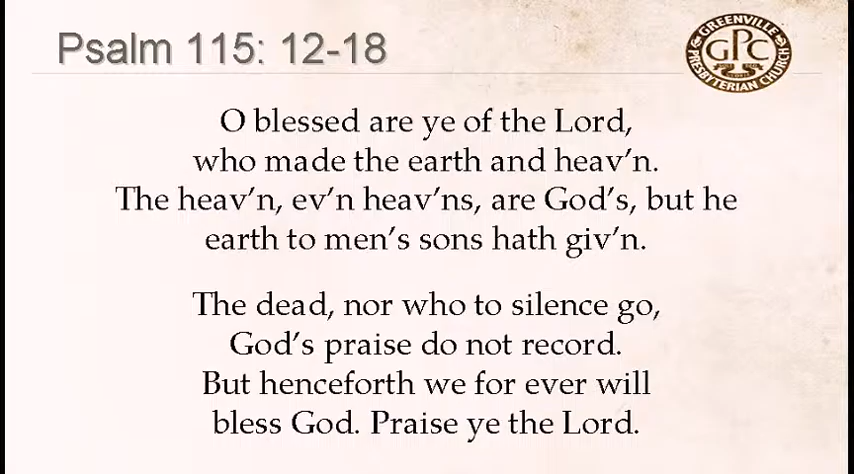 Psalm 115: 12-18
GREENVILLE
GPC
PRESBYTERIAN CHURCH
O blessed are ye of the Lord,
who made the earth and heav’n.
The heav’n, ev’n heav’ns, are God’s, but he
earth to men’s sons hath giv’n.
The dead, nor who to silence go,
God’s praise do not record.
But henceforth we for ever will
bless God. Praise ye the Lord.